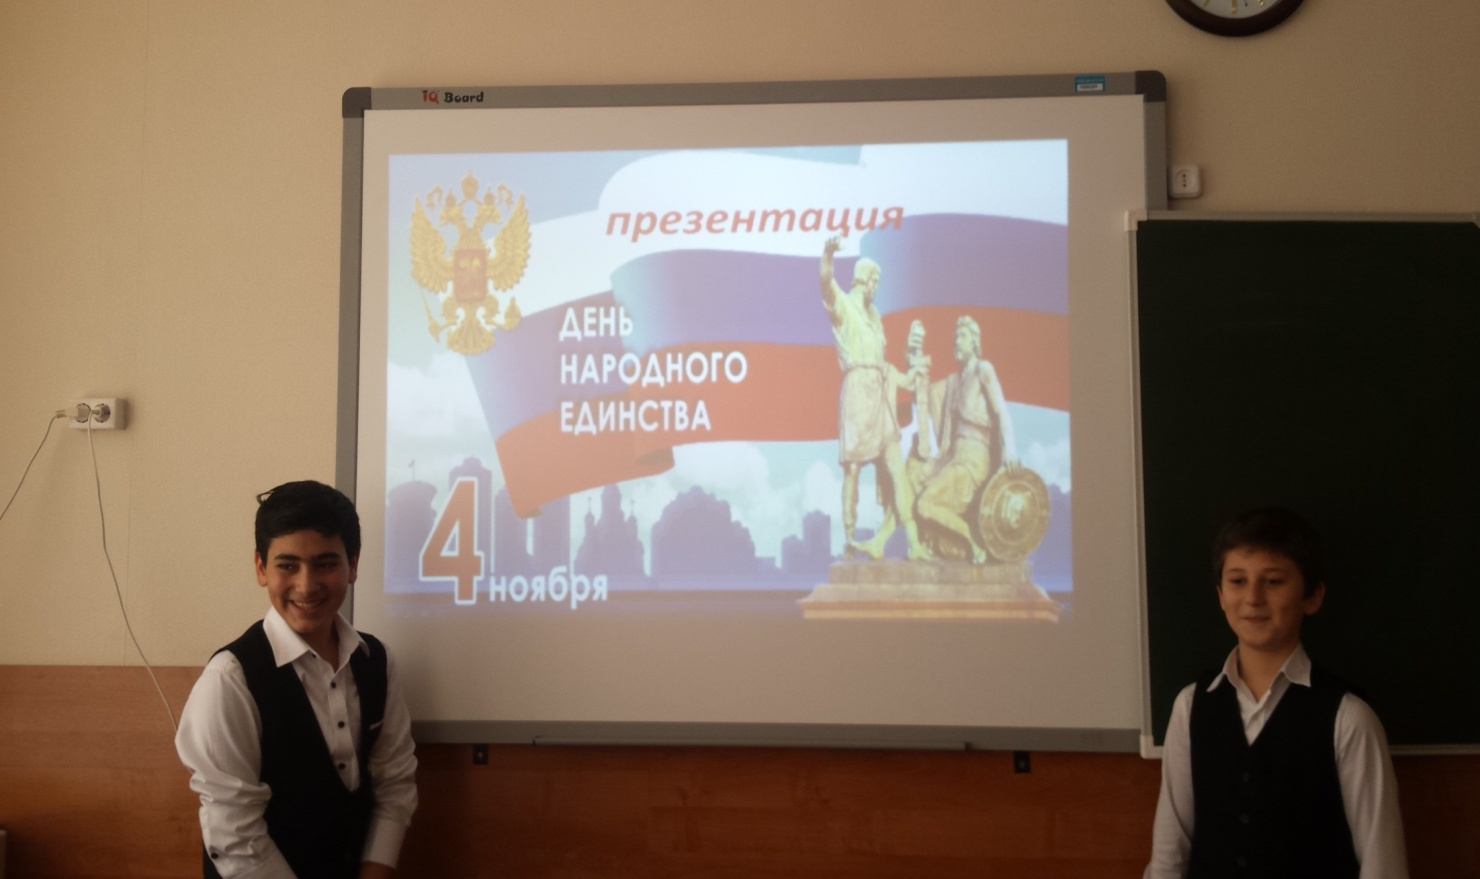 IQ Board
презентация
ДЕНЬ
НАРОДНОГО
ЕДИНСТВА
4 ноября